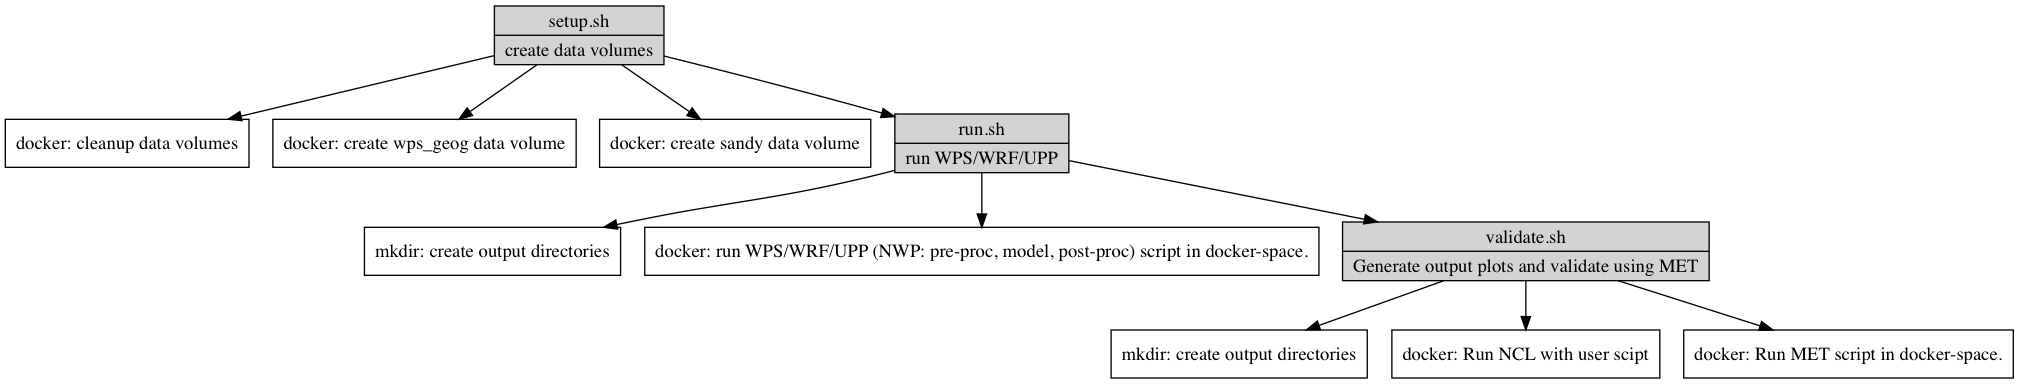 setup.sh
create data volumes
docker: cleanup data volumes
docker: create wps_geog data volume
docker: create sandy data volume
run.sh
run WPS/WRF/UPP
mkdir: create output directories
docker: run WPS/WRF/UPP (NWP: pre-proc, model, post-proc) script in docker-space.
validate.sh
Generate output plots and validate using MET
mkdir: create output directories
docker: Run NCL with user scipt
docker: Run MET script in docker-space.